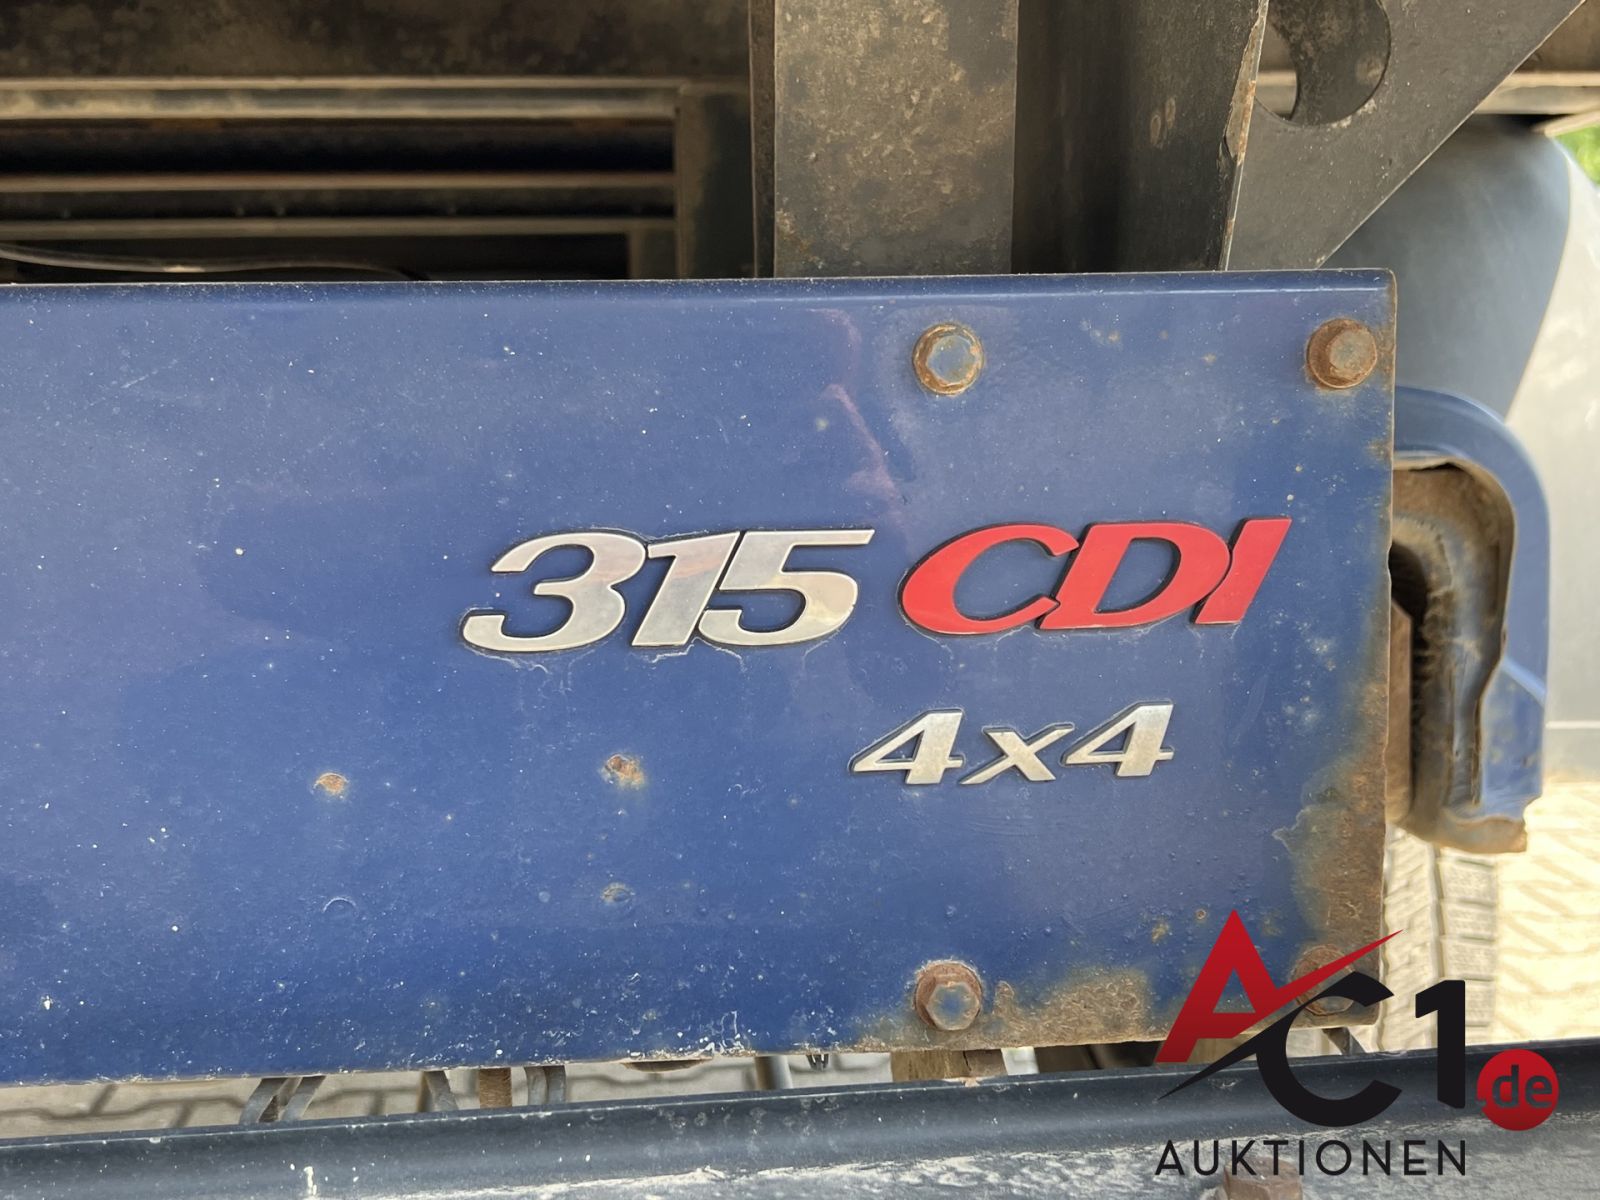 315 CDI
4x4
AC1.de
AUKTIONEN